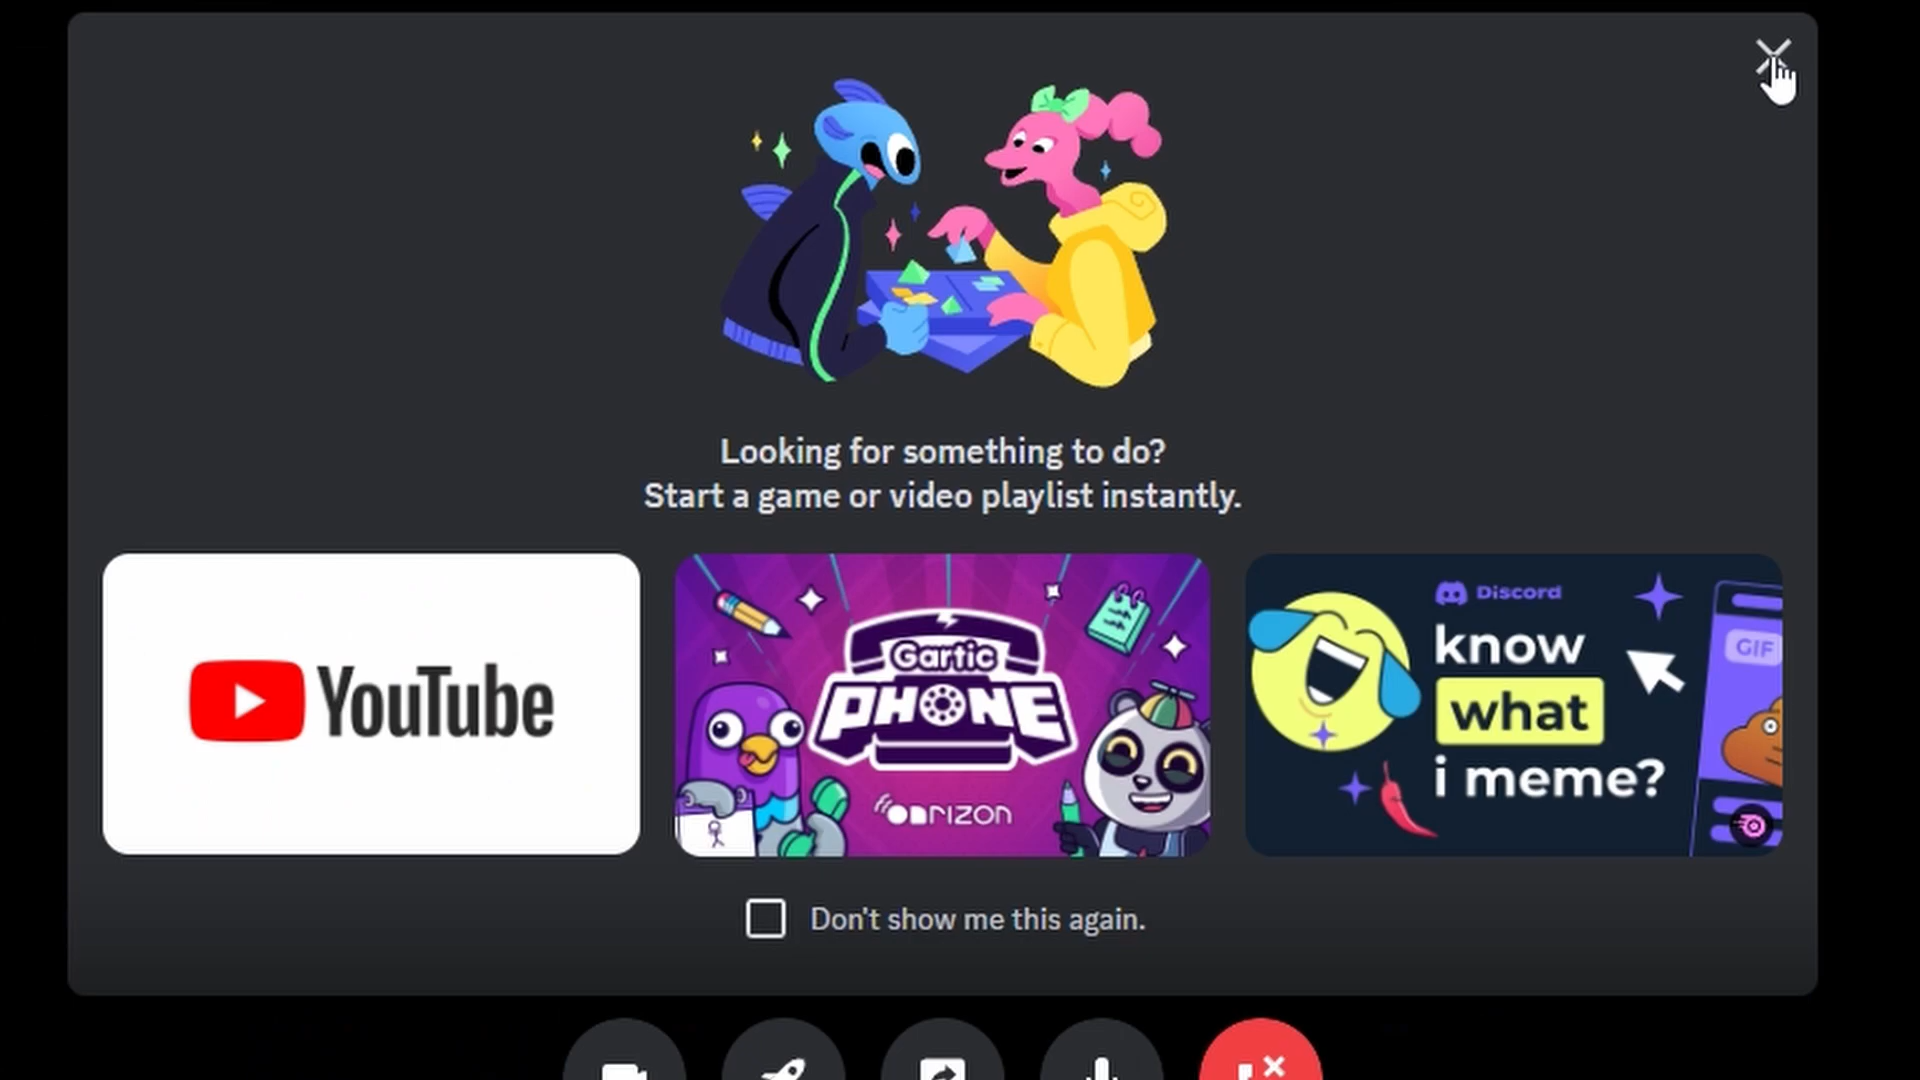 Looking for something to do?
Start a game or video playlist instantly.
YouTube
Gartic
PHONE
ONRIZON
Discord
know
what
i meme?
GIF
Don't show me this again.